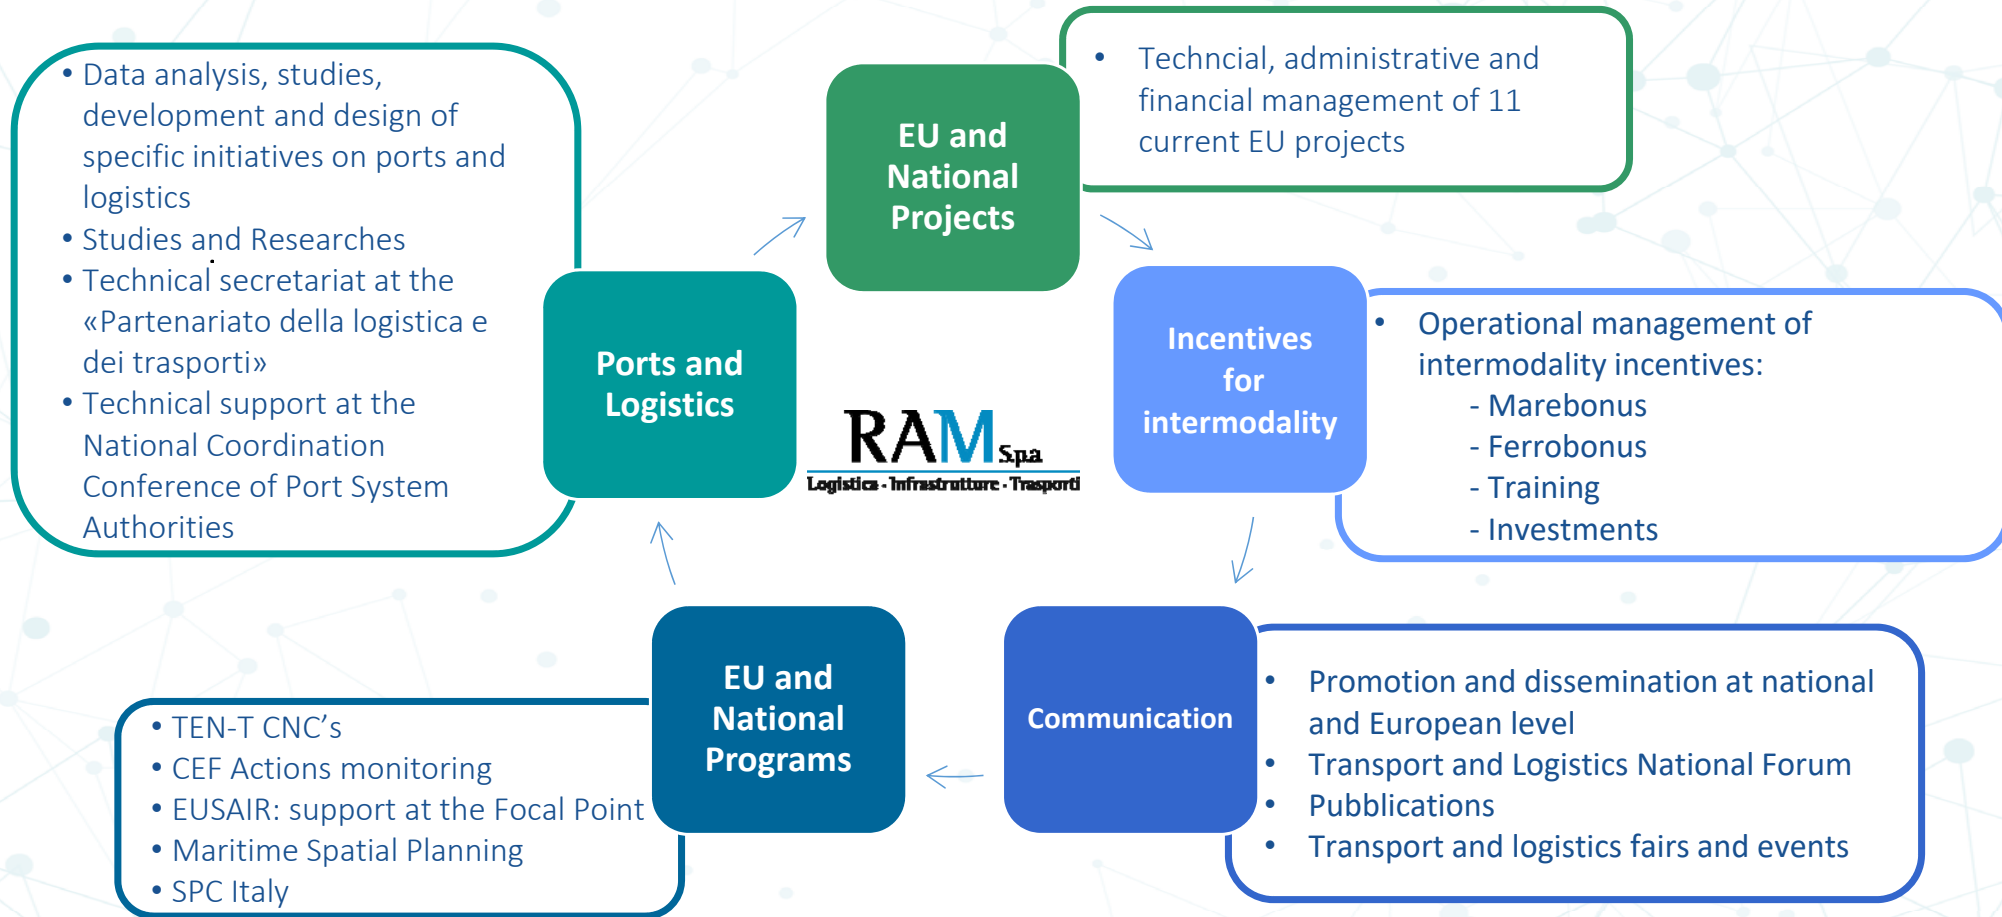 • Data analysis, studies,
development and design of
specific initiatives on ports and
logistics
• Studies and Researches
• Technical secretariat at the
«Partenariato della logistica e
dei trasporti»
• Technical support at the
National Coordination
Conference of Port System
Authorities
Ports and
Logistics
EU and
National
Projects
• Techncial, administrative and
financial management of 11
current EU projects
Incentives
for
intermodality
• Operational management of
intermodality incentives:
- Marebonus
- Ferrobonus
- Training
- Investments
RAM S.p.a
Logistica - Infrastrutture - Trasporti
Communication
• Promotion and dissemination at national
and European level
• Transport and Logistics National Forum
• Pubblications
• Transport and logistics fairs and events
EU and
National
Programs
• TEN-T CNC’s
• CEF Actions monitoring
• EUSAIR: support at the Focal Point
• Maritime Spatial Planning
• SPC Italy